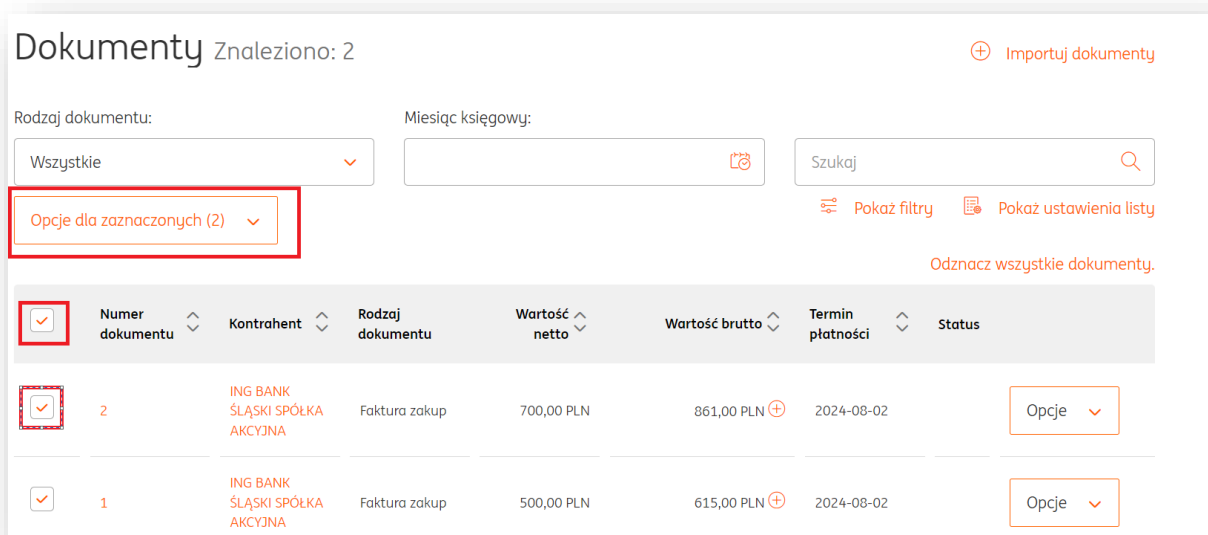 Dokumenty Znaleziono: 2
Importuj dokumenty
Rodzaj dokumentu:
Miesiąc księgowy:
Wszystkie
Szukaj
Opcje dla zaznaczonych (2)
Pokaż filtry
Pokaż ustawienia listy
Odznacz wszystkie dokumenty.
Numer dokumentu
Kontrahent
Rodzaj dokumentu
Wartość netto
Wartość brutto
Termin płatności
Status
2
ING BANK
ŚLĄSKI SPÓŁKA
AKCYJNA
Faktura zakup
700,00 PLN
861,00 PLN
2024-08-02
Opcje
1
ING BANK
ŚLĄSKI SPÓŁKA
AKCYJNA
Faktura zakup
500,00 PLN
615,00 PLN
2024-08-02
Opcje